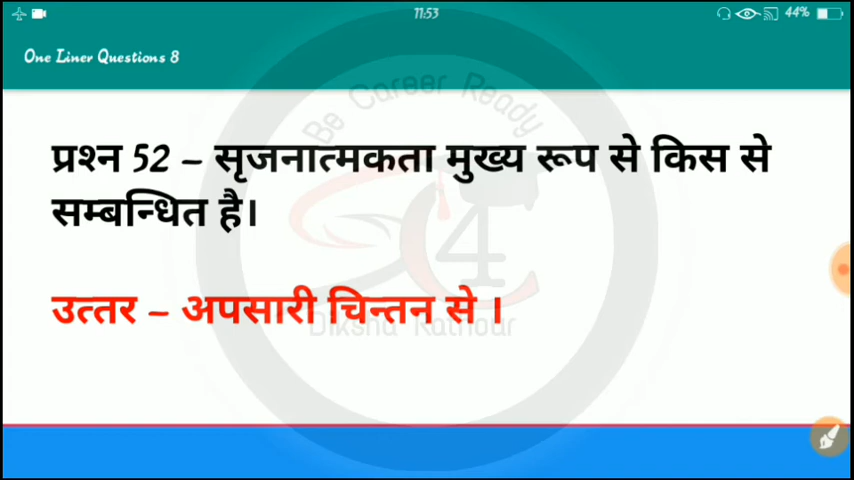 11:53
44%
One Liner Questions 8
Be Career Ready
प्रश्न 52 – सृजनात्मकता मुख्य रूप से किस से
सम्बन्धित है।
उत्तर – अपसारी चिन्तन से ।
Diksha Rathour